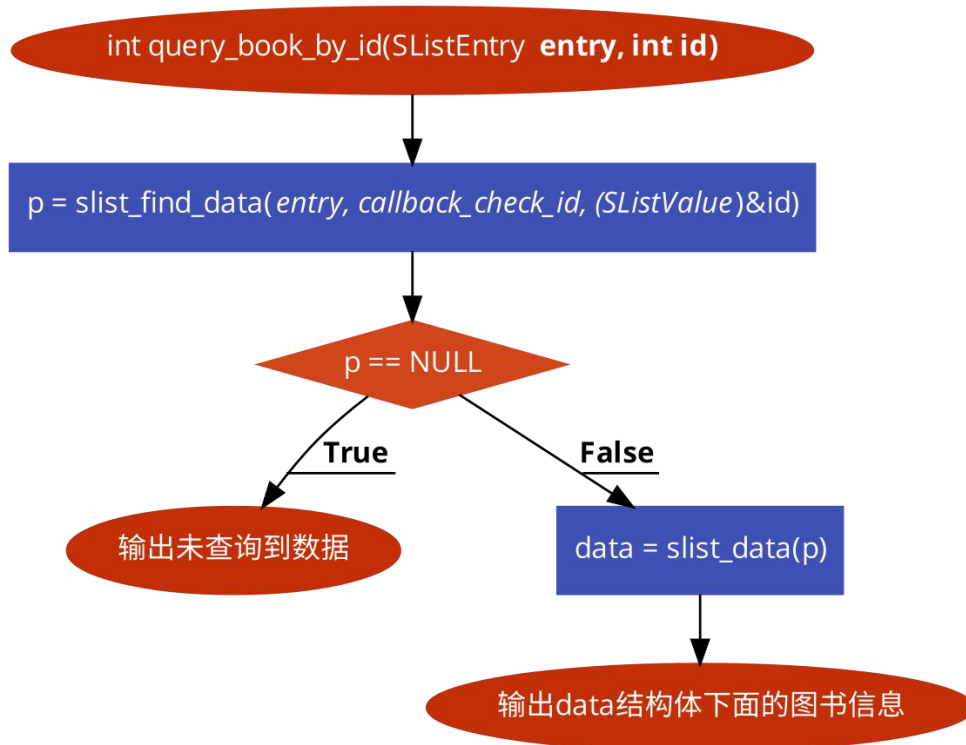 int query_book_by_id(SListEntry entry, int id)
p = slist_find_data(entry, callback_check_id, (SListValue)&id)
p == NULL
True
False
输出未查询到数据
data = slist_data(p)
输出data结构体下面的图书信息